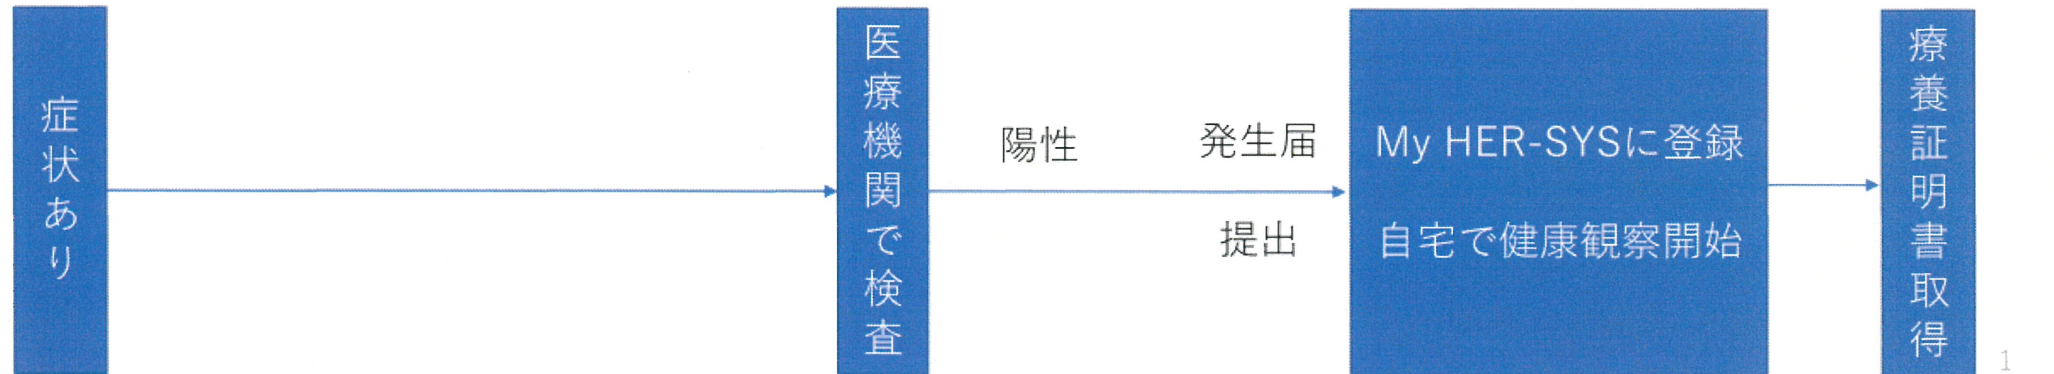 症状あり
医療機関で検査
陽性
発生届
提出
My HER-SYSに登録
自宅で健康観察開始
療養証明書取得
1